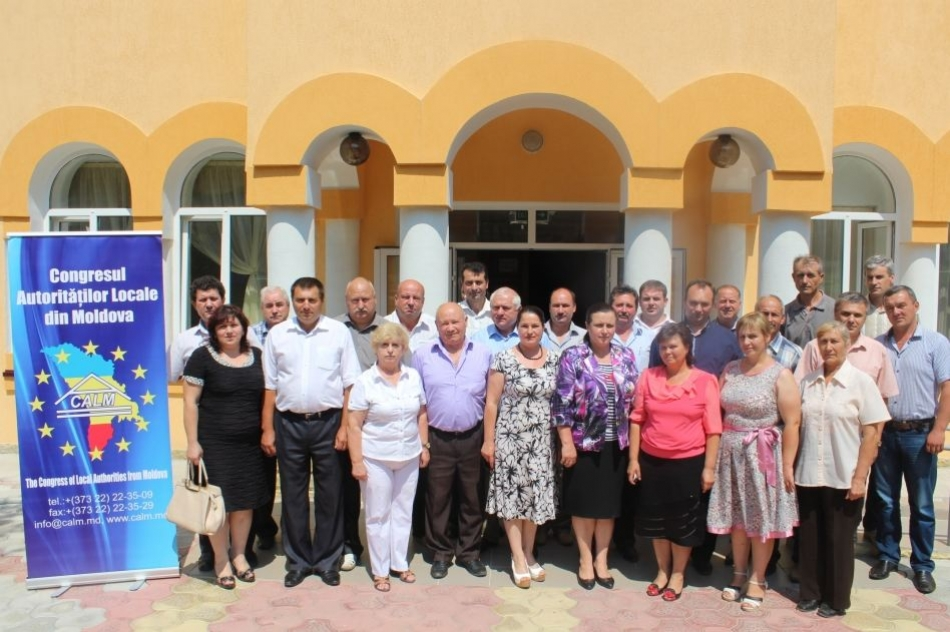 Congresul
Autorităților Locale
din Moldova
CALM
The Congress of Local Authorities from Moldova
tel.:+(373 22) 22-35-09
fax:+(373 22) 22-35-29
info@calm.md, www.calm.md